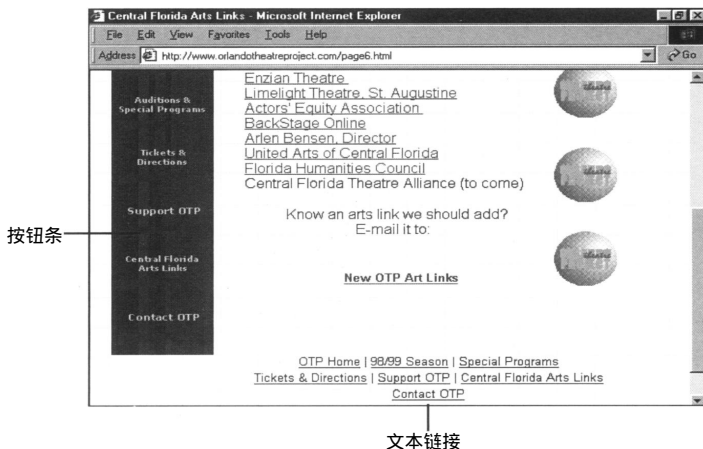 Central Florida Arts Links - Microsoft Internet Explorer
File Edit View Favorites Tools Help
Address http://www.orlandotheatreproject.com/page6.html Go
Auditions &
Special Programs
Tickets &
Directions
Support OTP
Central Florida
Arts Links
Contact OTP
Enzian Theatre
Limelight Theatre, St. Augustine
Actors' Equity Association
BackStage Online
Arlen Bensen, Director
United Arts of Central Florida
Florida Humanities Council
Central Florida Theatre Alliance (to come)
Know an arts link we should add?
E-mail it to:
New OTP Art Links
OTP Home | 98/99 Season | Special Programs
Tickets & Directions | Support OTP | Central Florida Arts Links
Contact OTP
按钮条
文本链接